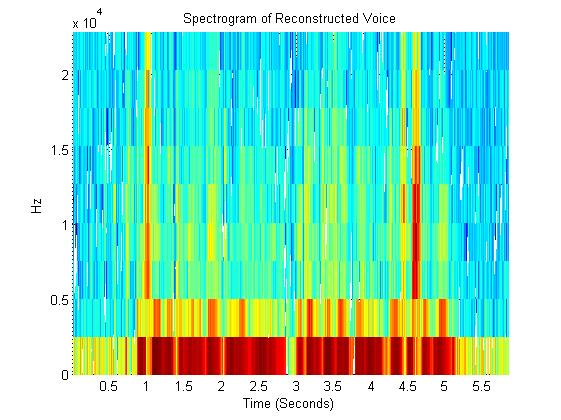 Spectrogram of Reconstructed Voice
x 10^4
2
1.5
1
0.5
0
Hz
0.5 1 1.5 2 2.5 3 3.5 4 4.5 5 5.5
Time (Seconds)